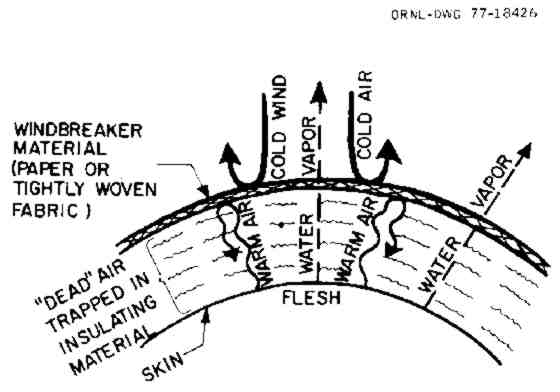 ORNL-DWG 77-18426
COLD WIND
VAPOR
COLD AIR
WINDBREAKER
MATERIAL
(PAPER OR
TIGHTLY WOVEN
FABRIC)
VAPOR
WARM AIR
WATER
WARM AIR
WATER
"DEAD" AIR
TRAPPED IN
INSULATING
MATERIAL
FLESH
SKIN